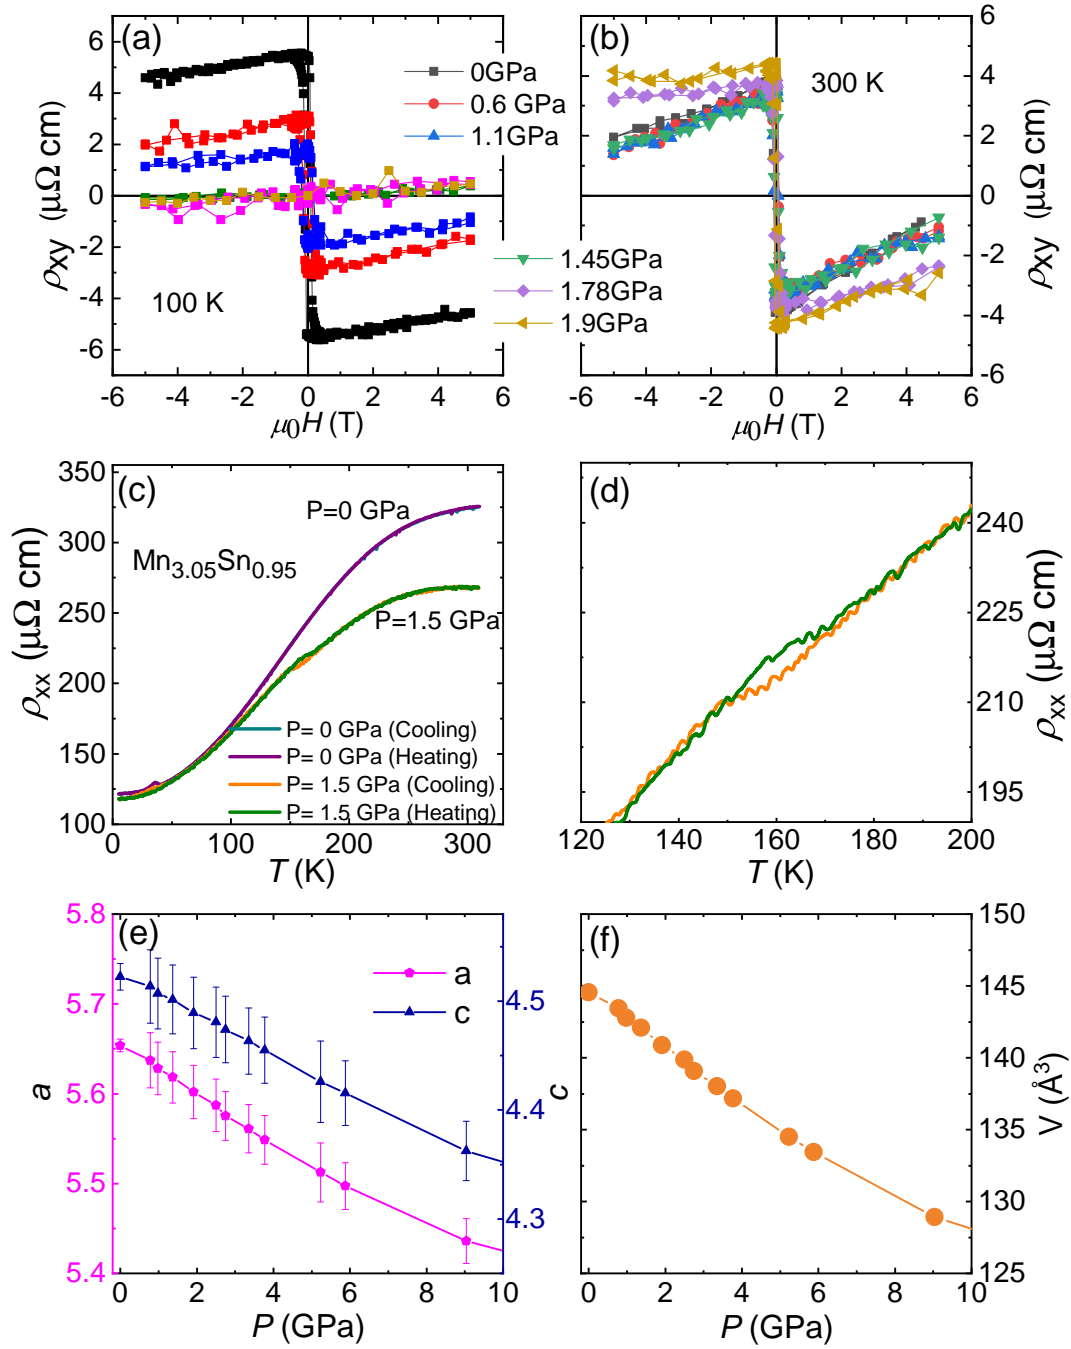 (a)
6
4
2
0
-2
-4
-6
ρxy (μΩ cm)
100 K
-6 -4 -2 0 2 4 6
μ0H (T)
0GPa
0.6 GPa
1.1GPa
1.45GPa
1.78GPa
1.9GPa
(b)
300 K
6
4
2
0
-2
-4
-6
ρxy (μΩ cm)
-6 -4 -2 0 2 4 6
μ0H (T)
(c)
350
300
250
200
150
100
ρxx (μΩ cm)
P=0 GPa
Mn3.05Sn0.95
P=1.5 GPa
P= 0 GPa (Cooling)
P= 0 GPa (Heating)
P= 1.5 GPa (Cooling)
P= 1.5 GPa (Heating)
0 100 200 300
T (K)
(d)
240
225
210
195
ρxx (μΩ cm)
120 140 160 180 200
T (K)
(e)
5.8
5.7
5.6
5.5
5.4
a
a
c
4.5
4.4
4.3
c
0 2 4 6 8 10
P (GPa)
(f)
150
145
140
135
130
125
V (Å3)
0 2 4 6 8 10
P (GPa)